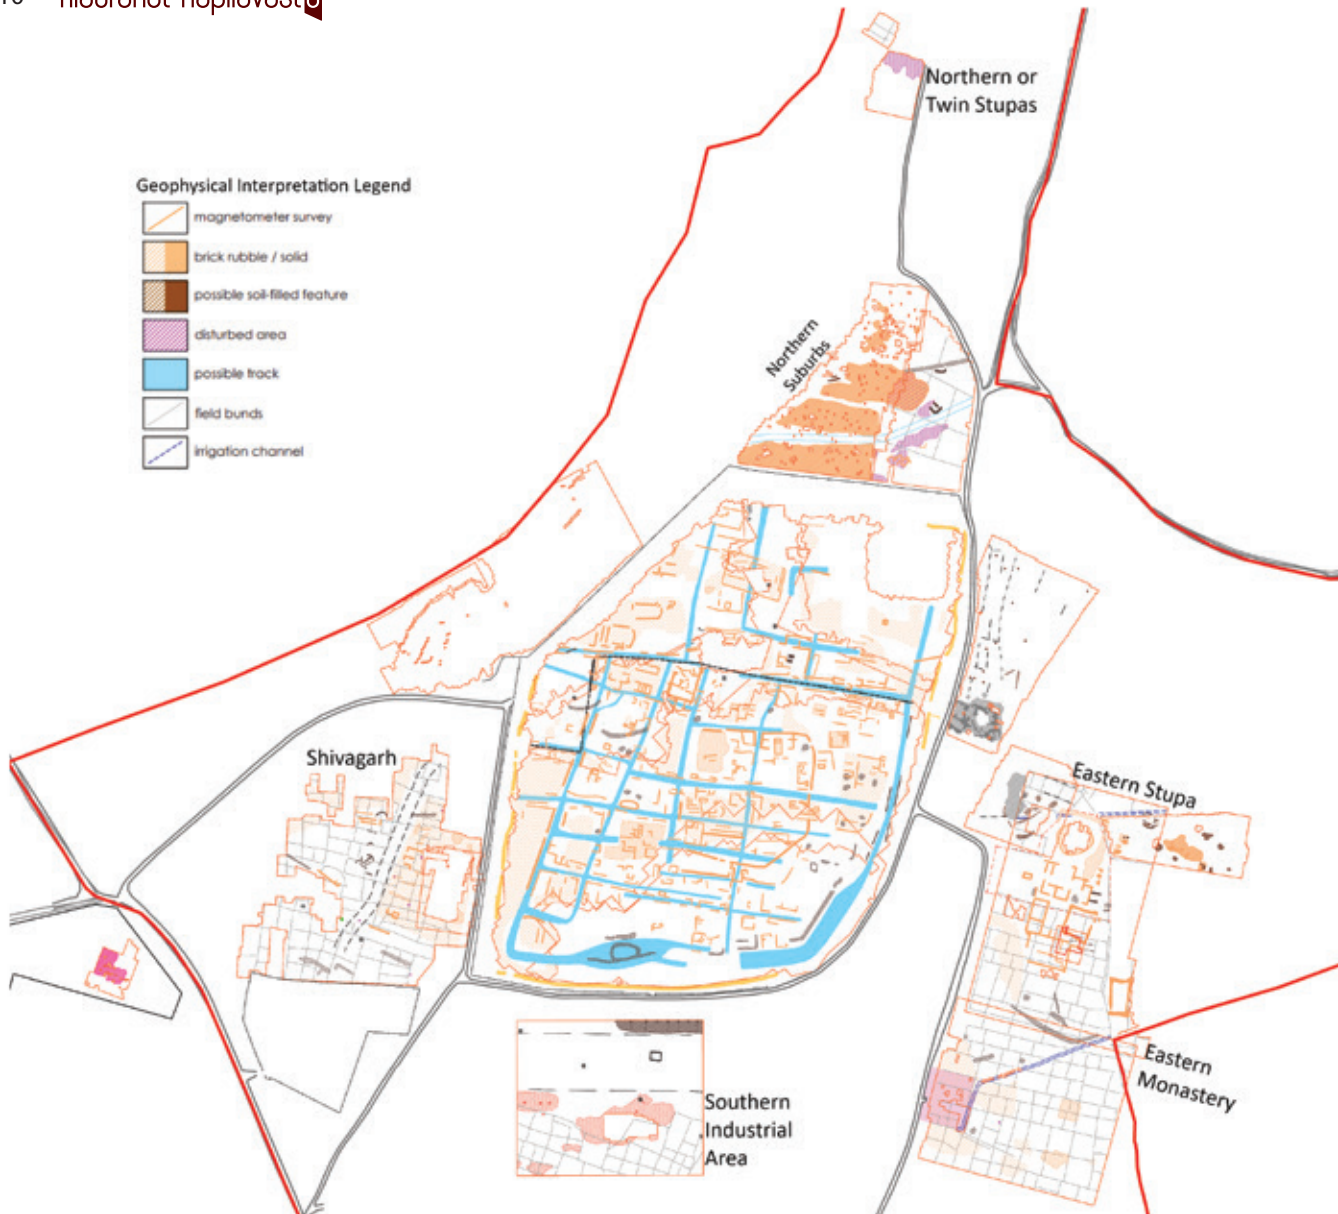 Northern or
Twin Stupas
Geophysical Interpretation Legend
magnetometer survey
brick rubble / solid
possible soil-filled feature
disturbed area
possible track
field bunds
irrigation channel
Northern
Suburbs
Shivagarh
Eastern Stupa
Eastern
Monastery
Southern
Industrial
Area